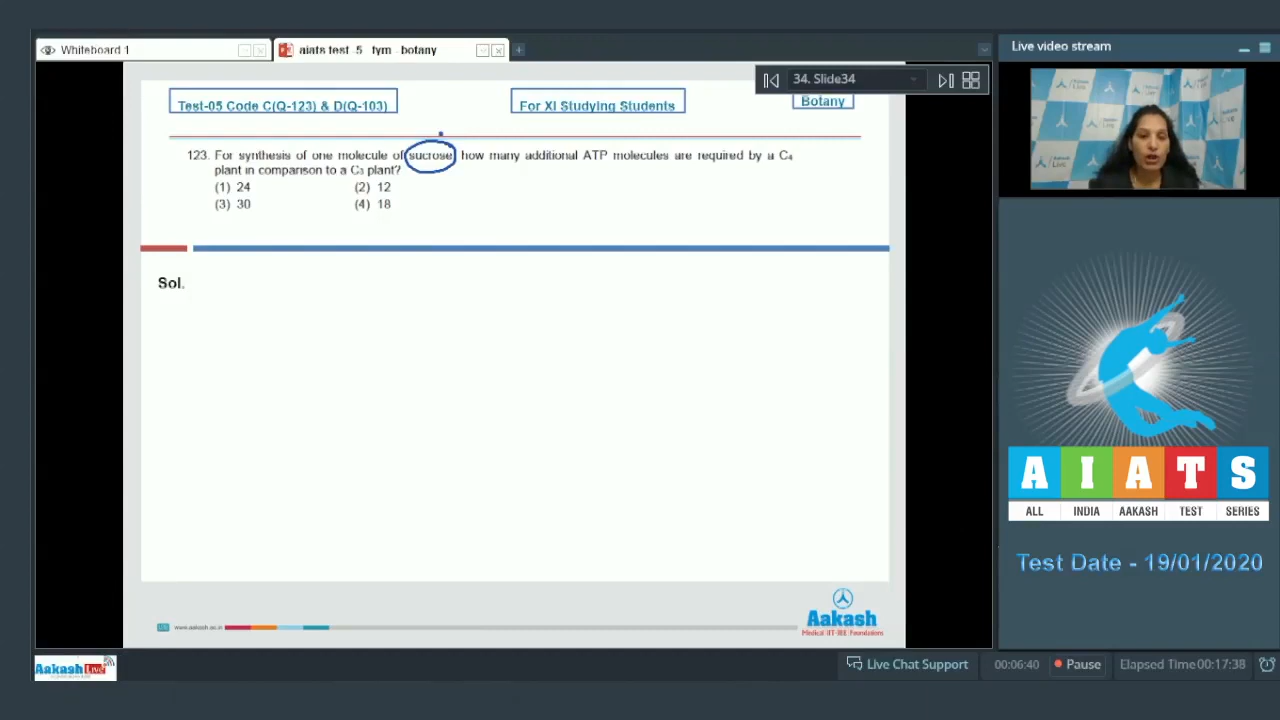 Whiteboard 1
aiats test -5 _ tym _ botany
Live video stream
34. Slide34
Test-05 Code C(Q-123) & D(Q-103)
For XI Studying Students
Botany
123. For synthesis of one molecule of sucrose, how many additional ATP molecules are required by a C₄
plant in comparison to a C₃ plant?
(1) 24 (2) 12
(3) 30 (4) 18
Sol.
A I A T S
ALL INDIA AAKASH TEST SERIES
Test Date - 19/01/2020
Aakash
Medical|IIT-JEE|Foundations
www.aakash.ac.in
Aakash Live
Live Chat Support
00:06:40
Pause
Elapsed Time 00:17:38